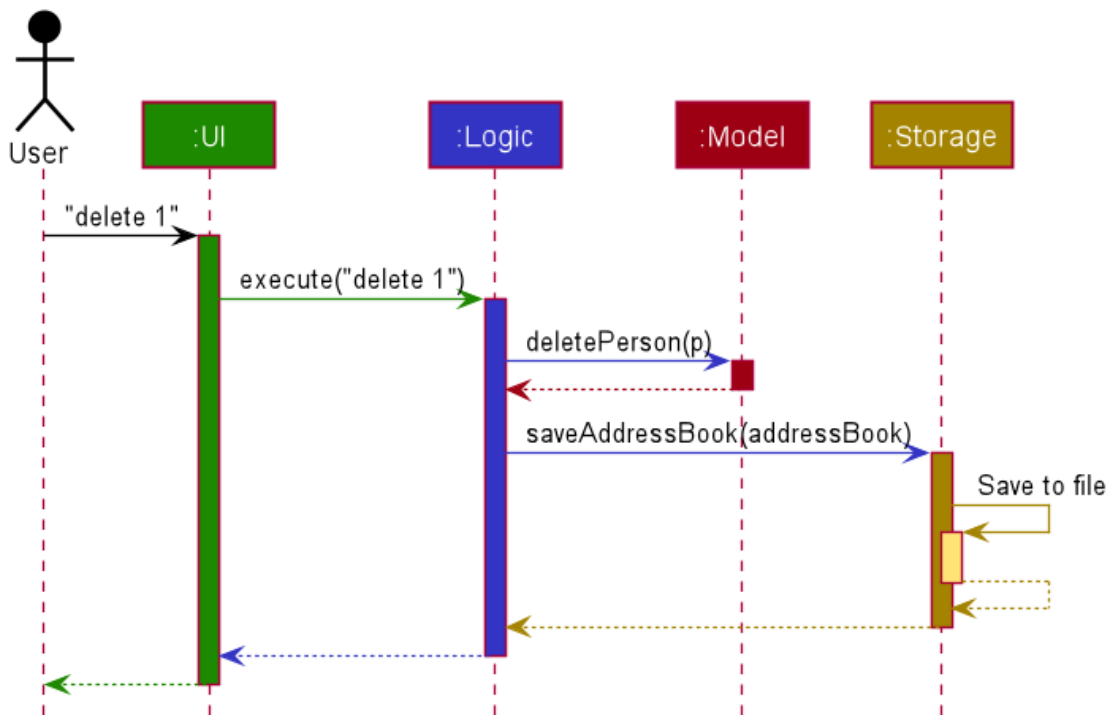 User
:UI
:Logic
:Model
:Storage
"delete 1"
execute("delete 1")
deletePerson(p)
saveAddressBook(addressBook)
Save to file